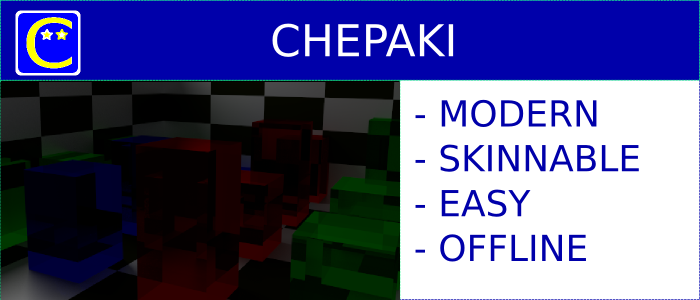 C
CHEPAKI
- MODERN
- SKINNABLE
- EASY
- OFFLINE